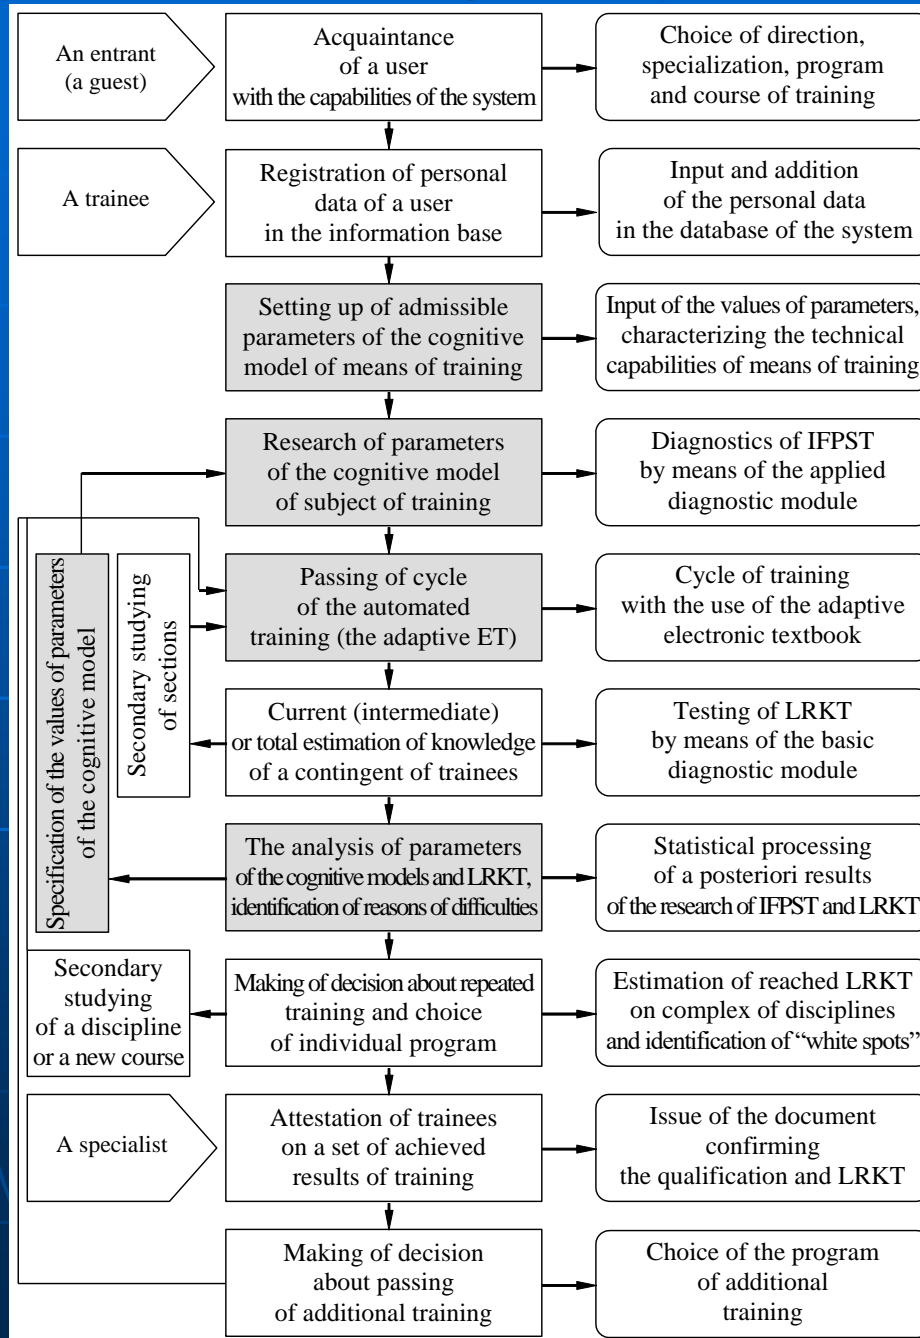 An entrant
(a guest)
Acquaintance
of a user
with the capabilities of the system
Choice of direction,
specialization, program
and course of training
A trainee
Registration of personal
data of a user
in the information base
Input and addition
of the personal data
in the database of the system
Setting up of admissible
parameters of the cognitive
model of means of training
Input of the values of parameters,
characterizing the technical
capabilities of means of training
Research of parameters
of the cognitive model
of subject of training
Diagnostics of IFPST
by means of the applied
diagnostic module
Specification of the values of parameters
of the cognitive model
Secondary studying
of sections
Passing of cycle
of the automated
training (the adaptive ET)
Cycle of training
with the use of the adaptive
electronic textbook
Current (intermediate)
or total estimation of knowledge
of a contingent of trainees
Testing of LRKT
by means of the basic
diagnostic module
The analysis of parameters
of the cognitive models and LRKT,
identification of reasons of difficulties
Statistical processing
of a posteriori results
of the research of IFPST and LRKT
Secondary
studying
of a discipline
or a new course
Making of decision about repeated
training and choice
of individual program
Estimation of reached LRKT
on complex of disciplines
and identification of “white spots”
A specialist
Attestation of trainees
on a set of achieved
results of training
Issue of the document
confirming
the qualification and LRKT
Making of decision
about passing
of additional training
Choice of the program
of additional
training